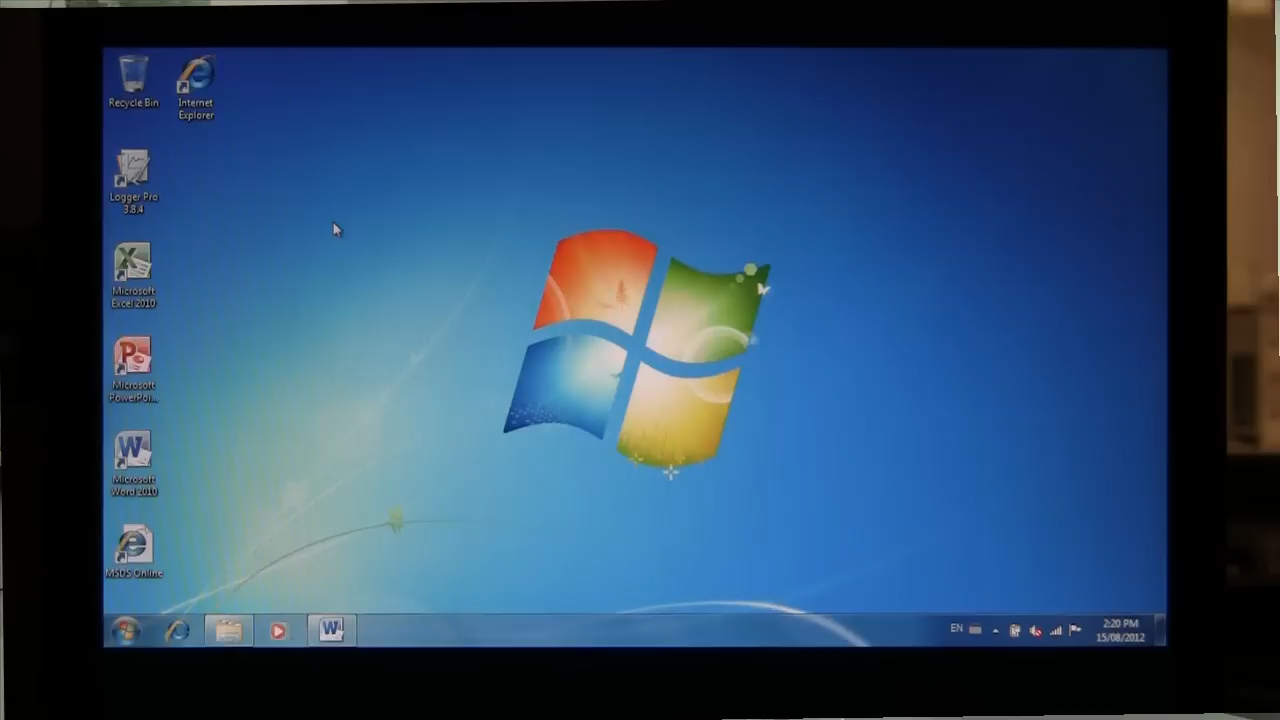 Recycle Bin
Internet
Explorer
Logger Pro
3.8.4
Microsoft
Excel 2010
Microsoft
PowerPoi...
Microsoft
Word 2010
MSDS Online
EN
2:20 PM
15/08/2012